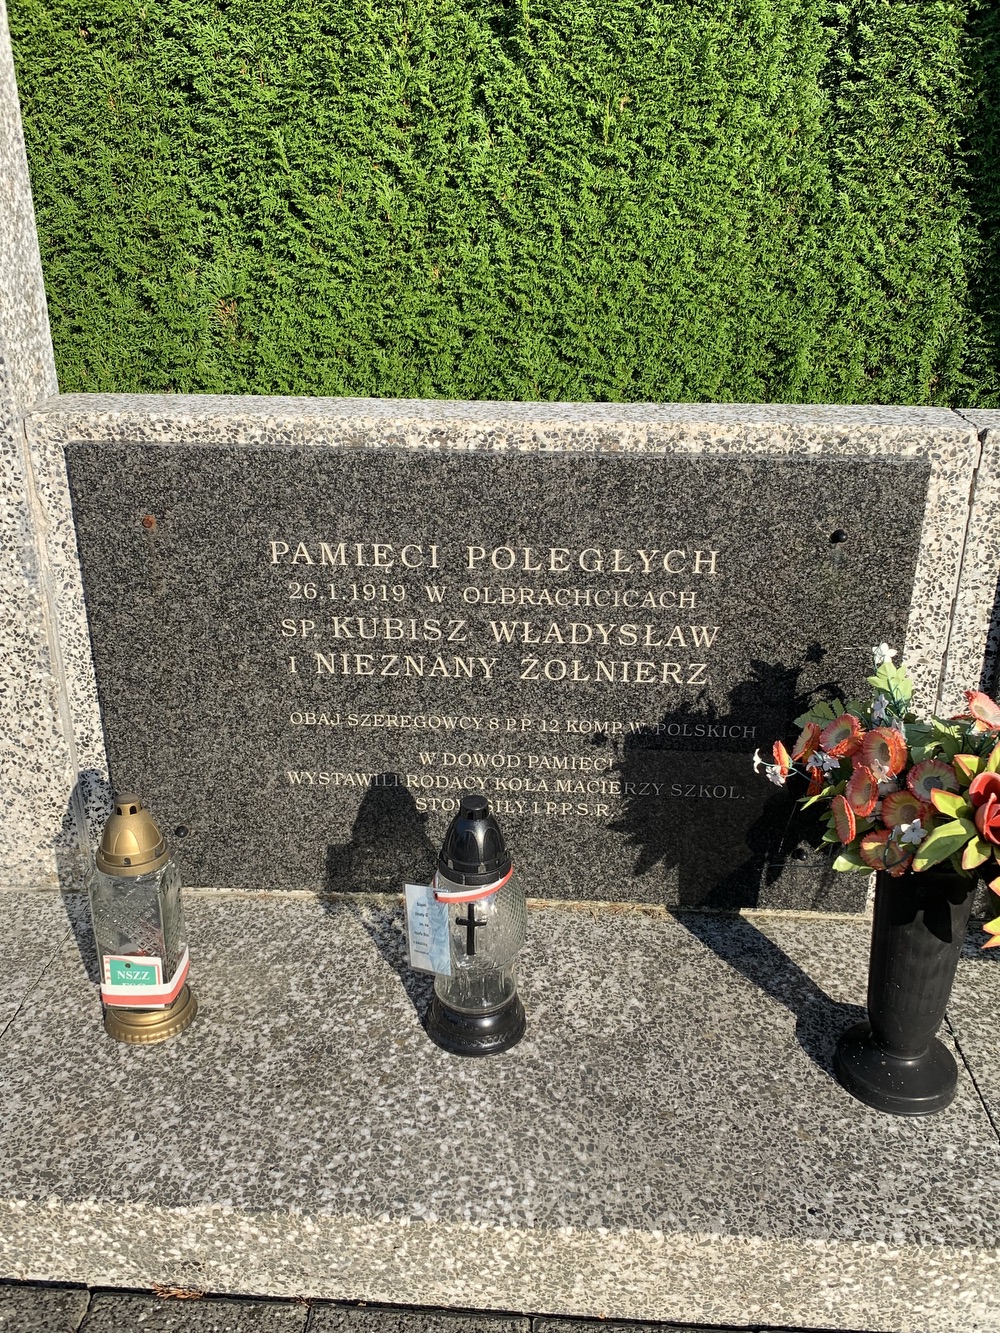 PAMIĘCI POLEGŁYCH
26.1.1919 W OLBRACHCICACH
SP. KUBISZ WŁADYSŁAW
I NIEZNANY ŻOŁNIERZ
OBAJ SZEREGOWCY 8 P.P. 12 KOMP. W. POLSKICH
W DOWÓD PAMIĘCI
WYSTAWILI RODACY KOŁA MACIERZY SZKOL.
SIŁY I P.P.S.R.
NSZZ